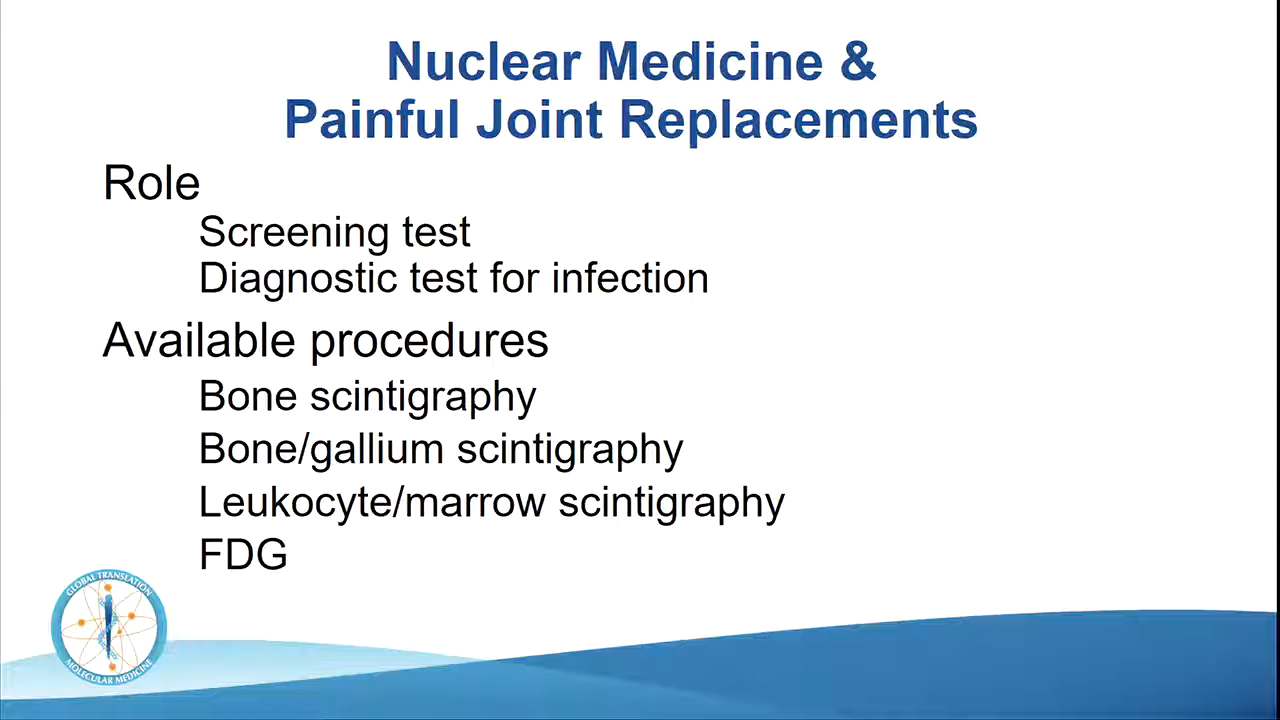 Nuclear Medicine &
Painful Joint Replacements
Role
Screening test
Diagnostic test for infection
Available procedures
Bone scintigraphy
Bone/gallium scintigraphy
Leukocyte/marrow scintigraphy
FDG
GLOBAL TRANSLATION
MOLECULAR MEDICINE